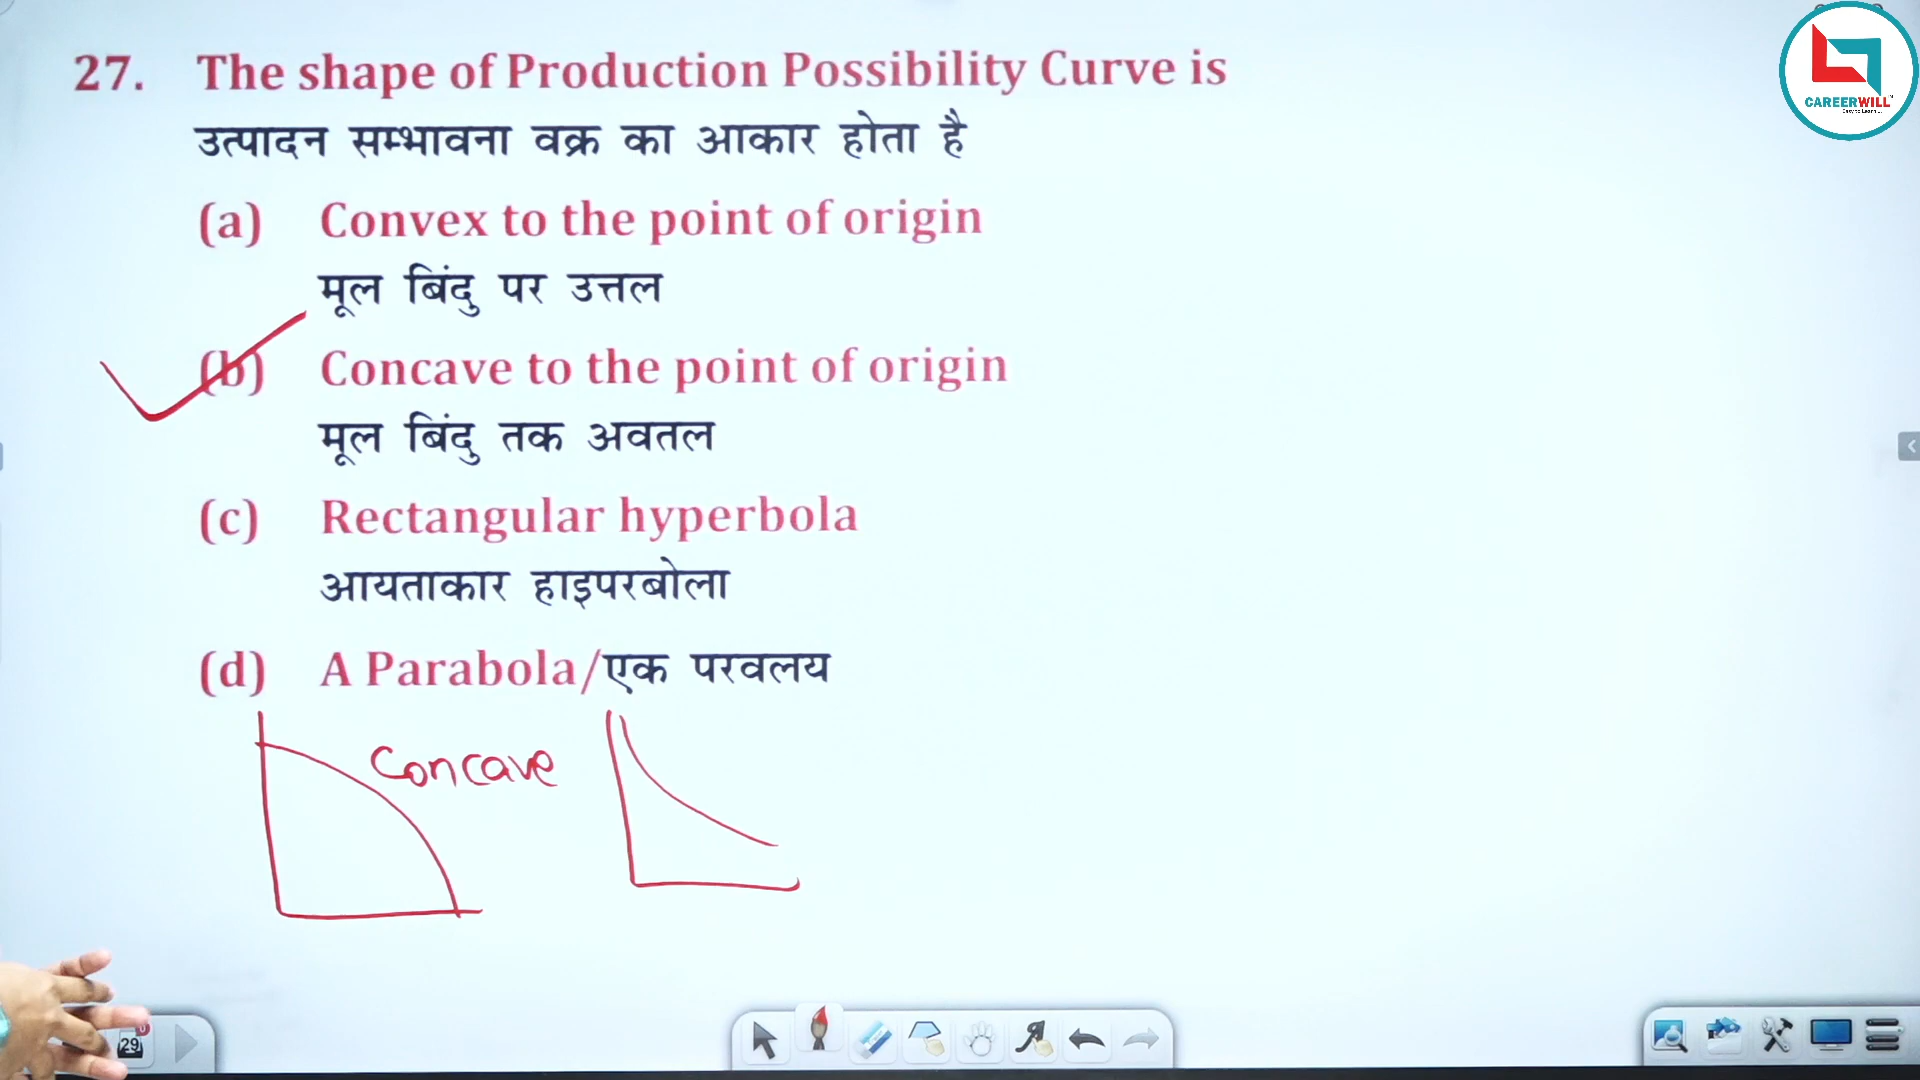 27. The shape of Production Possibility Curve is
उत्पादन सम्भावना वक्र का आकार होता है
(a) Convex to the point of origin
मूल बिंदु पर उत्तल
(b) Concave to the point of origin
मूल बिंदु तक अवतल
(c) Rectangular hyperbola
आयताकार हाइपरबोला
(d) A Parabola/एक परवलय
Concave
CAREERWILL
29